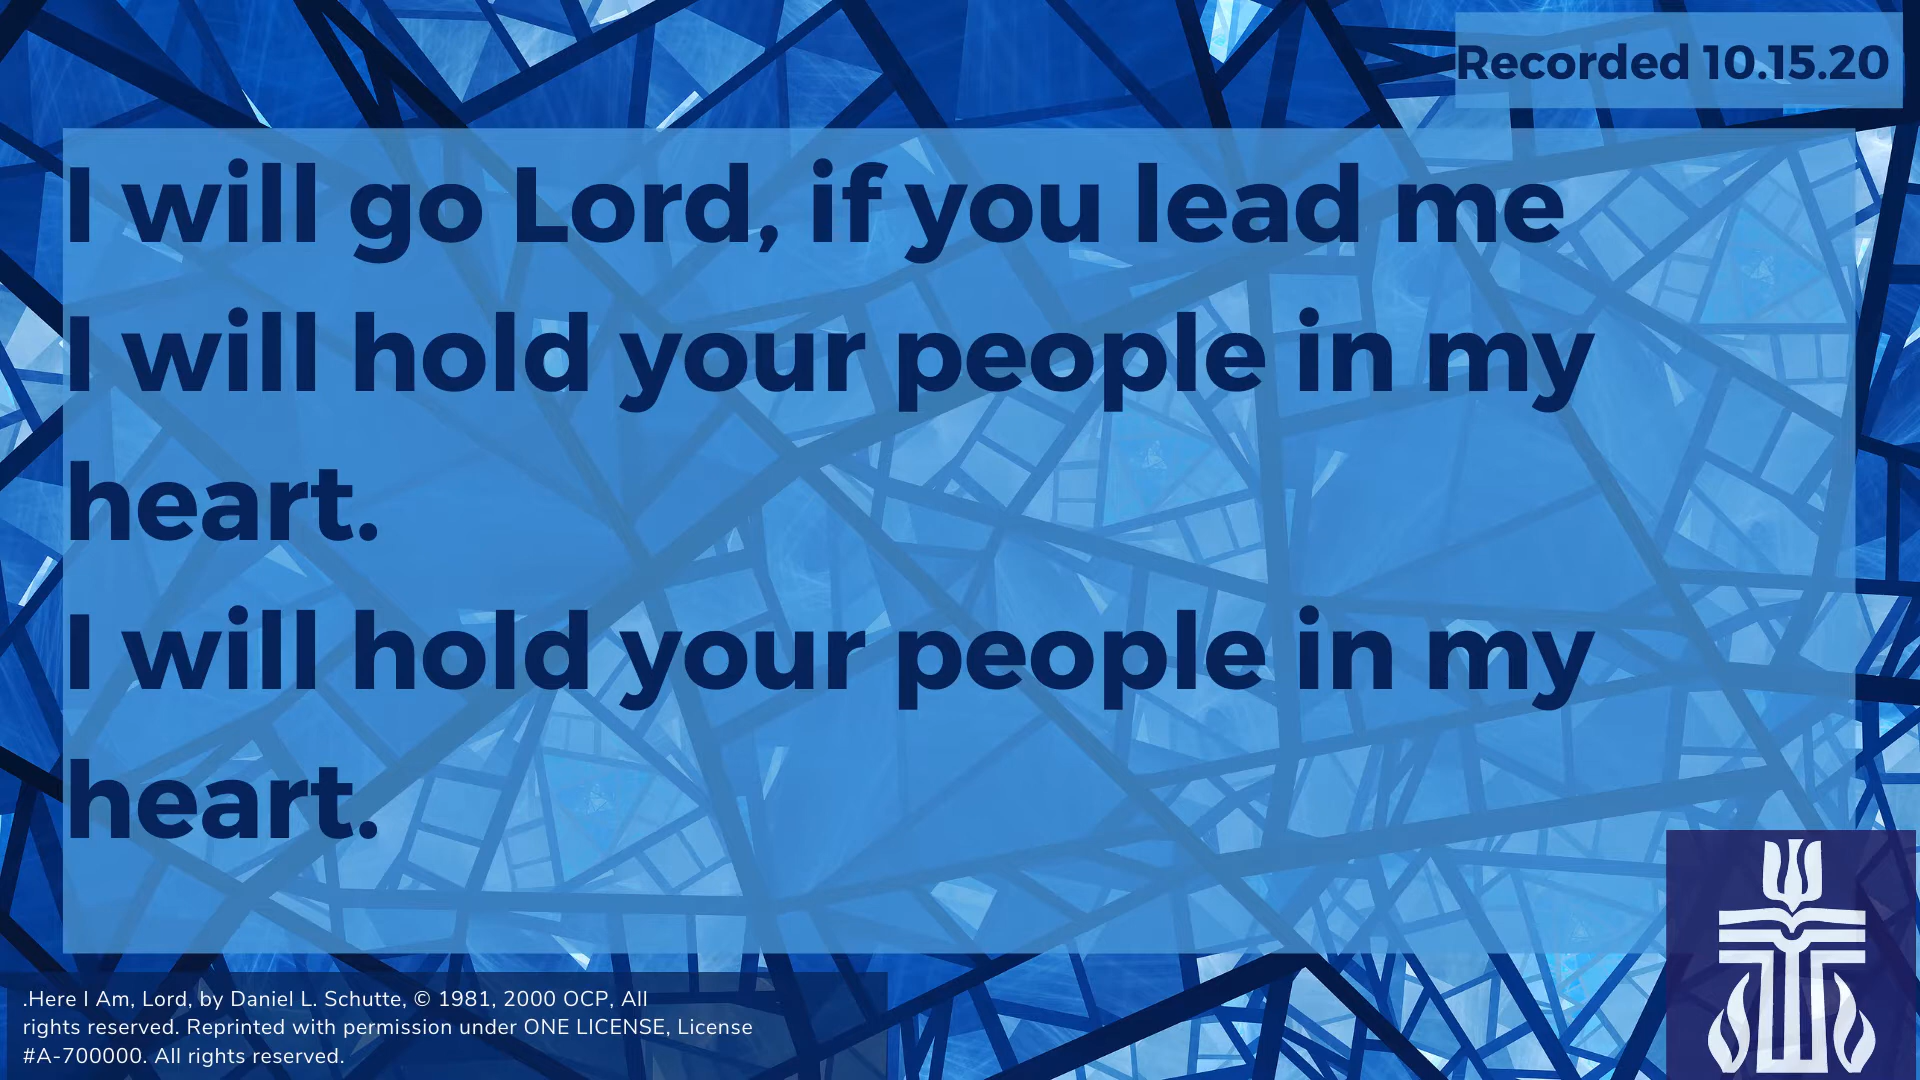 Recorded 10.15.20
I will go Lord, if you lead me
I will hold your people in my
heart.
I will hold your people in my
heart.
.Here I Am, Lord, by Daniel L. Schutte, © 1981, 2000 OCP, All
rights reserved. Reprinted with permission under ONE LICENSE, License
#A-700000. All rights reserved.